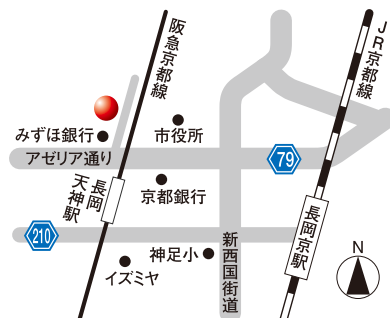 阪急京都線
JR京都線
みずほ銀行
市役所
アゼリア通り
79
長岡
天神駅
京都銀行
210
長岡京駅
新西国街道
神足小
イズミヤ
N